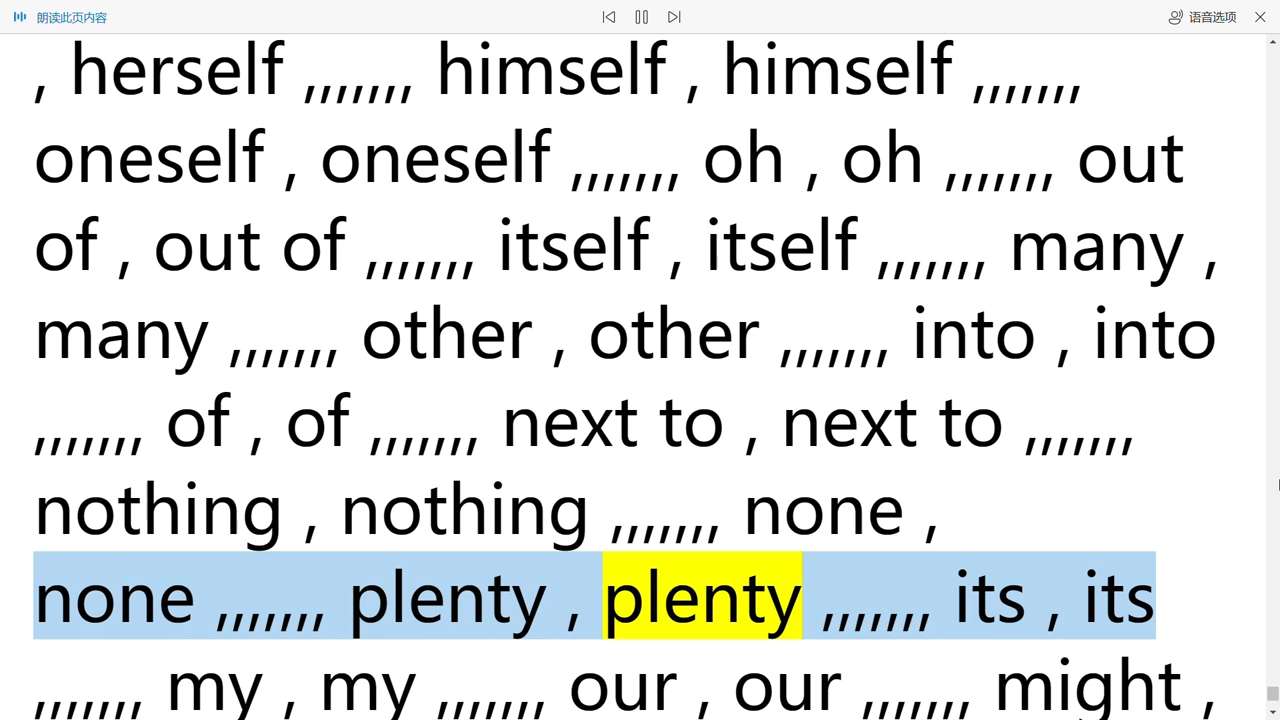 朗读此页内容
语音选项
, herself ,,,,,,, himself , himself ,,,,,,,
oneself , oneself ,,,,,,, oh , oh ,,,,,,, out
of , out of ,,,,,,, itself , itself ,,,,,,, many ,
many ,,,,,,, other , other ,,,,,,, into , into
,,,,,,, of , of ,,,,,,, next to , next to ,,,,,,,
nothing , nothing ,,,,,,, none ,
none ,,,,,,, plenty , plenty ,,,,,,, its , its
,,,,,,, my , my ,,,,,,, our , our ,,,,,,, might ,